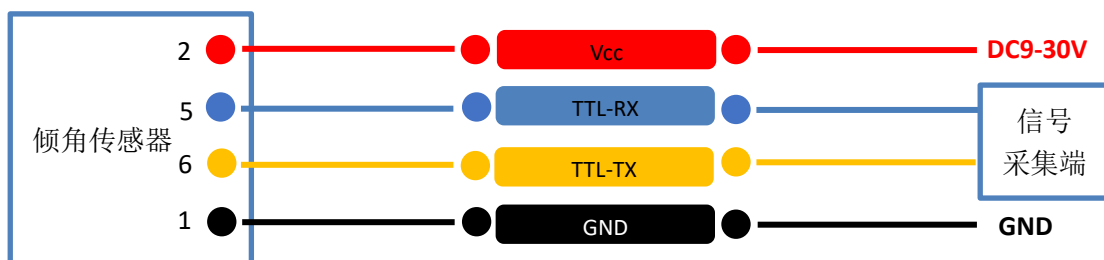 2 Vcc DC9-30V
5 TTL-RX
倾角传感器
信号
采集端
6 TTL-TX
1 GND GND